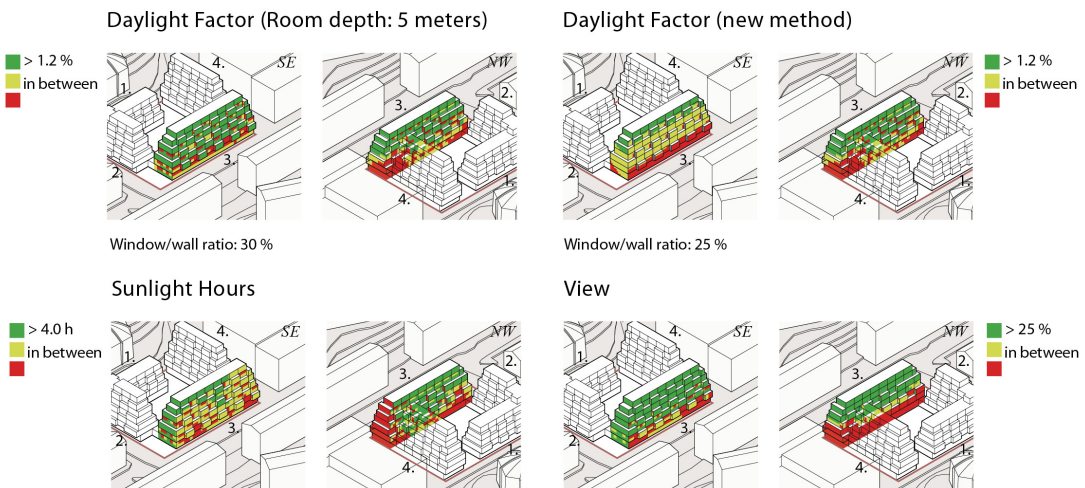 Daylight Factor (Room depth: 5 meters)
> 1.2 %
in between
1.
4.
SE
2.
3.
NW
3.
2.
4.
1.
Window/wall ratio: 30 %
Daylight Factor (new method)
1.
4.
SE
2.
3.
NW
3.
2.
4.
1.
> 1.2 %
in between
Window/wall ratio: 25 %
Sunlight Hours
> 4.0 h
in between
1.
4.
SE
2.
3.
NW
3.
2.
4.
1.
View
1.
4.
SE
2.
3.
NW
3.
2.
4.
1.
> 25 %
in between